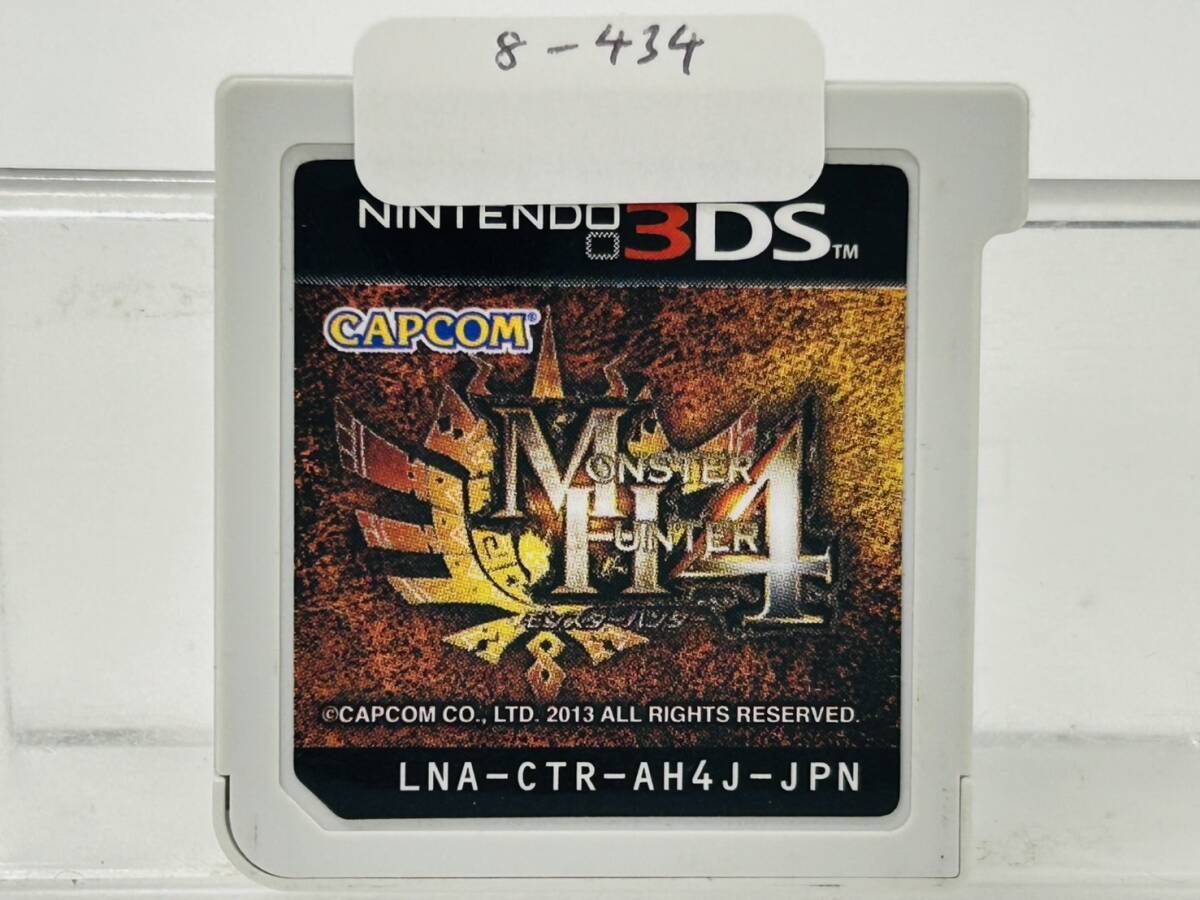 8-434
NINTENDO 3DS™
CAPCOM®
MONSTER
HUNTER 4
モンスターハンター
©CAPCOM CO., LTD. 2013 ALL RIGHTS RESERVED.
LNA-CTR-AH4J-JPN